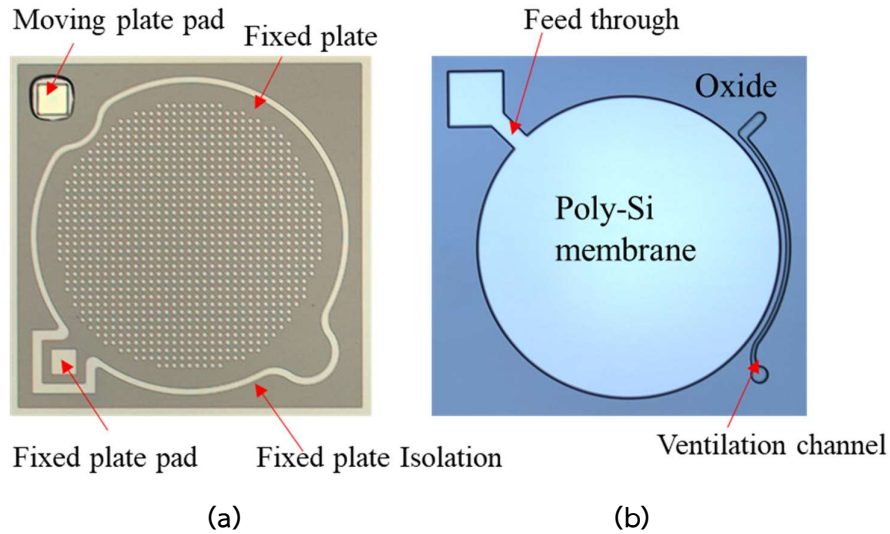 Moving plate pad
Fixed plate
Fixed plate pad
Fixed plate Isolation
(a)
Feed through
Oxide
Poly-Si
membrane
Ventilation channel
(b)